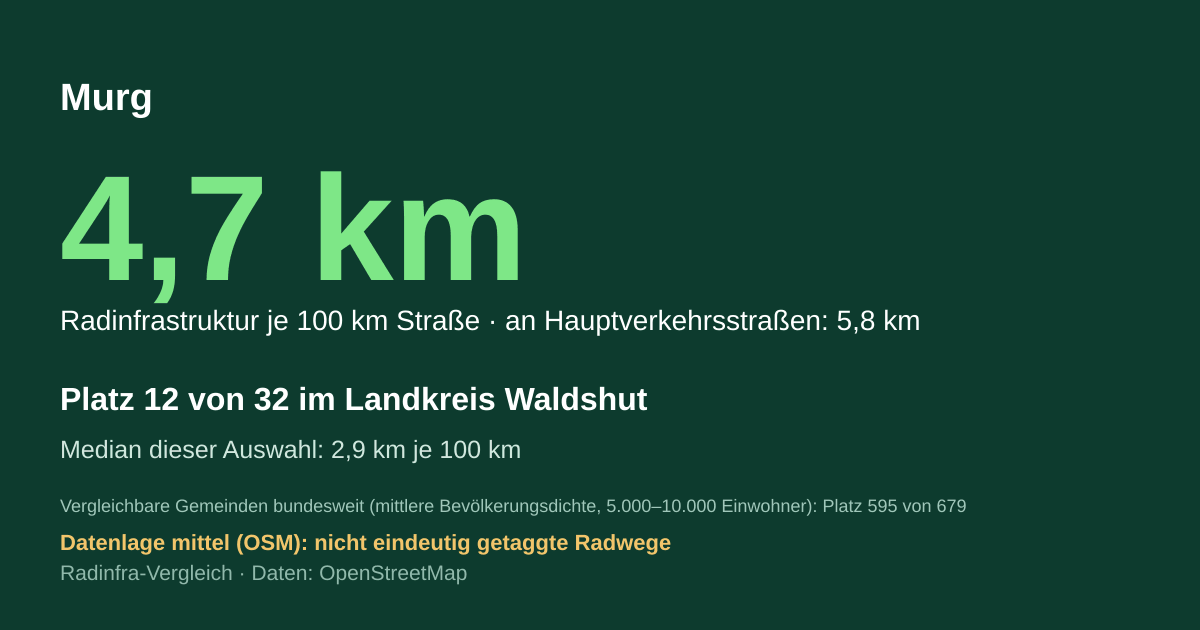 Murg
4,7 km
Radinfrastruktur je 100 km Straße · an Hauptverkehrsstraßen: 5,8 km
Platz 12 von 32 im Landkreis Waldshut
Median dieser Auswahl: 2,9 km je 100 km
Vergleichbare Gemeinden bundesweit (mittlere Bevölkerungsdichte, 5.000–10.000 Einwohner): Platz 595 von 679
Datenlage mittel (OSM): nicht eindeutig getaggte Radwege
Radinfra-Vergleich · Daten: OpenStreetMap